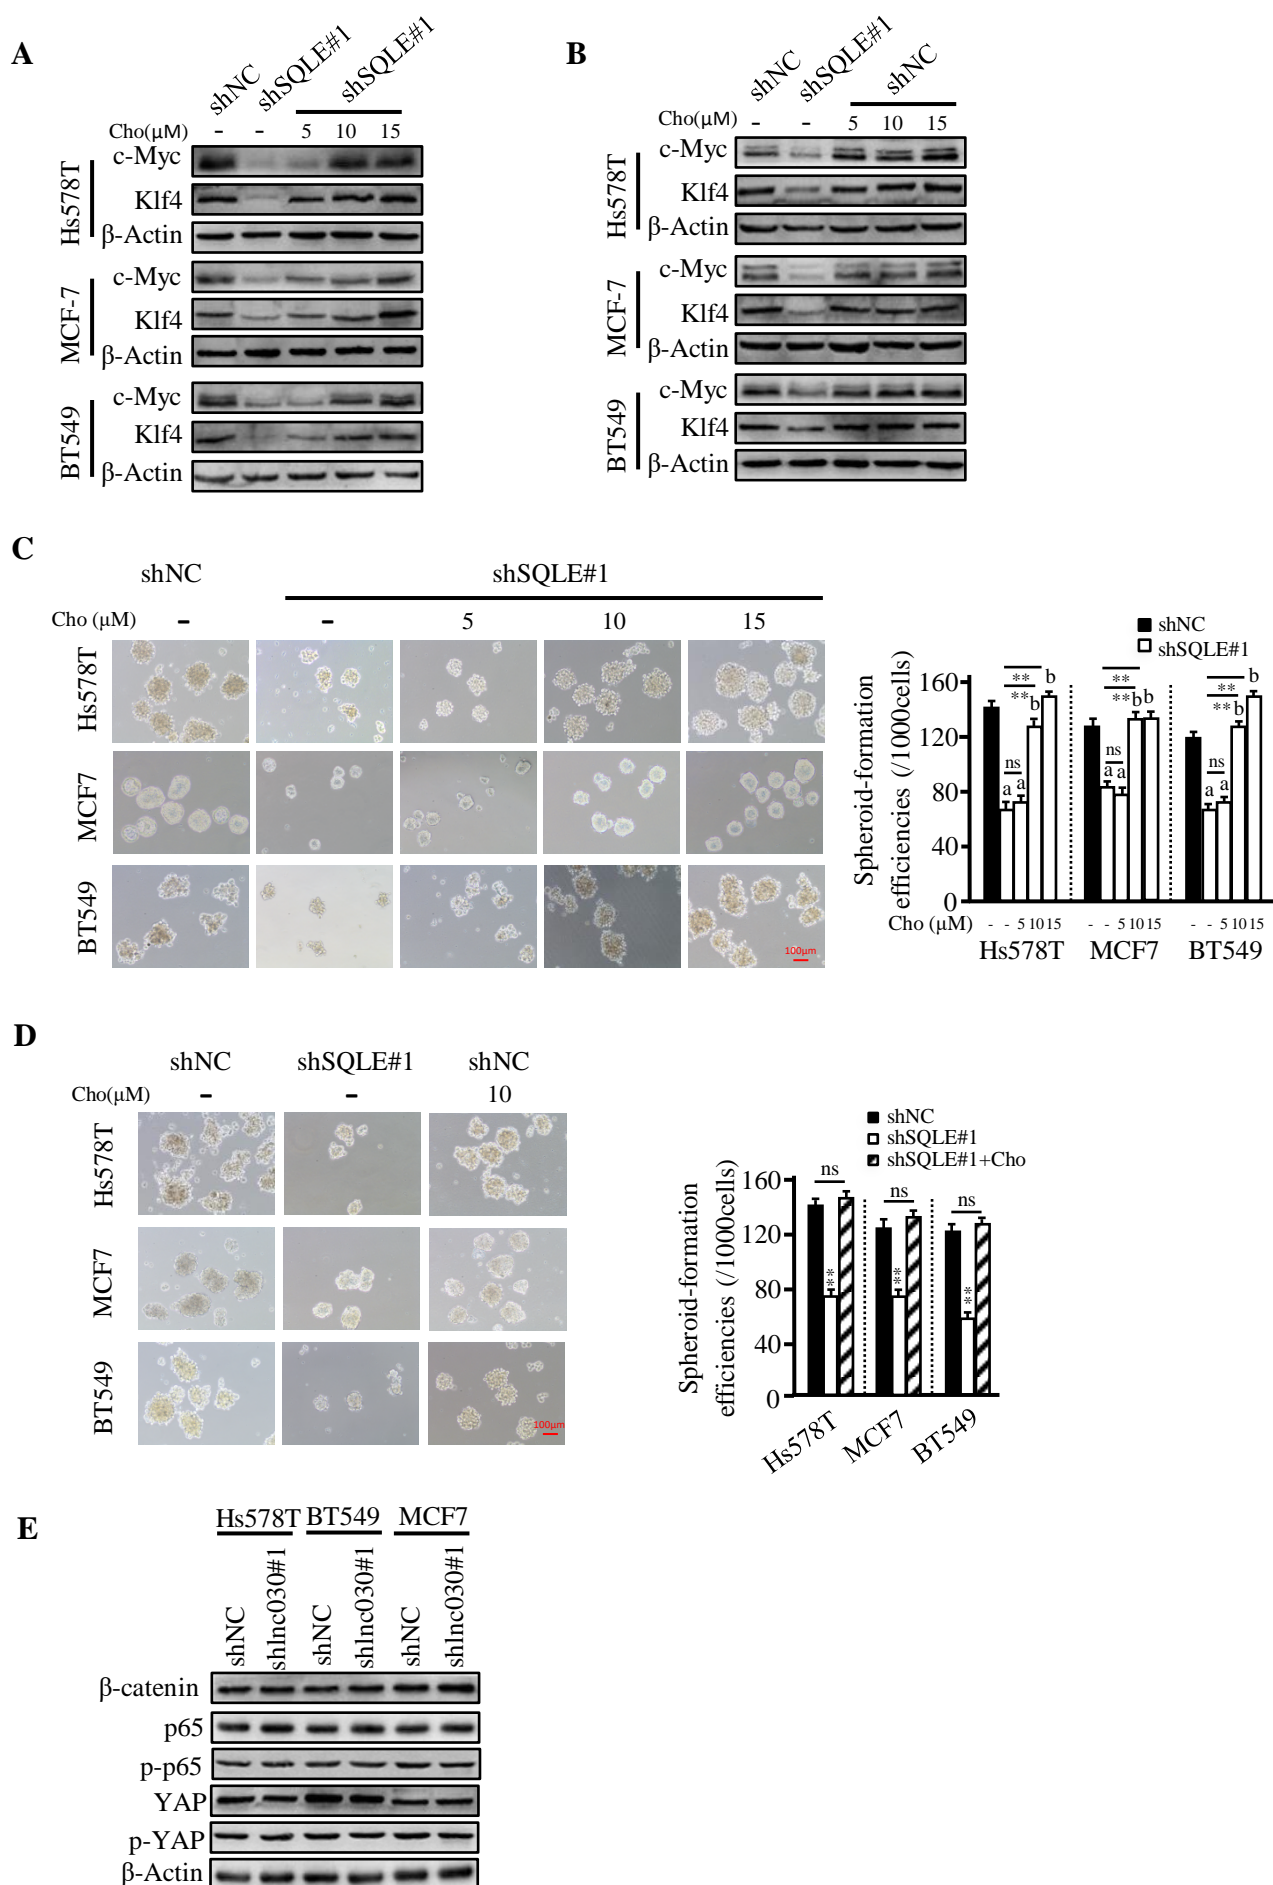 A
shNC
shSQLE#1
shSQLE#1
Cho(μM)
- - 5 10 15
Hs578T
c-Myc
Klf4
β-Actin
MCF-7
c-Myc
Klf4
β-Actin
BT549
c-Myc
Klf4
β-Actin
B
shNC
shSQLE#1
shNC
Cho(μM)
- - 5 10 15
Hs578T
c-Myc
Klf4
β-Actin
MCF-7
c-Myc
Klf4
β-Actin
BT549
c-Myc
Klf4
β-Actin
C
shNC shSQLE#1
Cho (μM) - - 5 10 15
Hs578T
MCF7
BT549
100μm
shNC
shSQLE#1
Spheroid-formation
efficiencies (/1000cells)
160
120
80
40
0
a ns a ** ** b b
a ns a ** ** b b
a ns a ** ** b b
Cho (μM) - - 5 10 15 - - 5 10 15 - - 5 10 15
Hs578T MCF7 BT549
D
shNC shSQLE#1 shNC
Cho(μM) - - 10
Hs578T
MCF7
BT549
100μm
shNC
shSQLE#1
shSQLE#1+Cho
Spheroid-formation
efficiencies (/1000cells)
160
120
80
40
0
ns ns ns
** ** **
Hs578T MCF7 BT549
E
Hs578T BT549 MCF7
shNC shlnc030#1 shNC shlnc030#1 shNC shlnc030#1
β-catenin
p65
p-p65
YAP
p-YAP
β-Actin